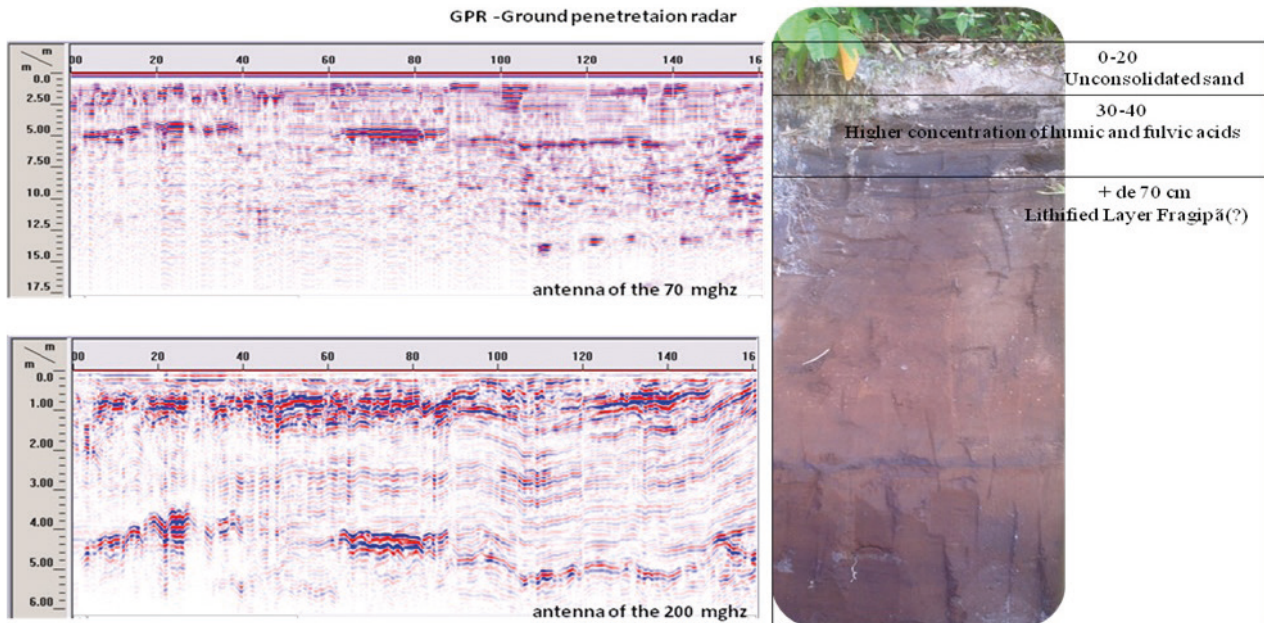 GPR -Ground penetretaion radar
m
m
00 20 40 60 80 100 120 140 16
0.0
2.50
5.00
7.50
10.0
12.5
15.0
17.5
antenna of the 70 mghz
m
m
00 20 40 60 80 100 120 140 16
0.0
1.00
2.00
3.00
4.00
5.00
6.00
antenna of the 200 mghz
0-20
Unconsolidated sand
30-40
Higher concentration of humic and fulvic acids
+ de 70 cm
Lithified Layer Fragipã(?)